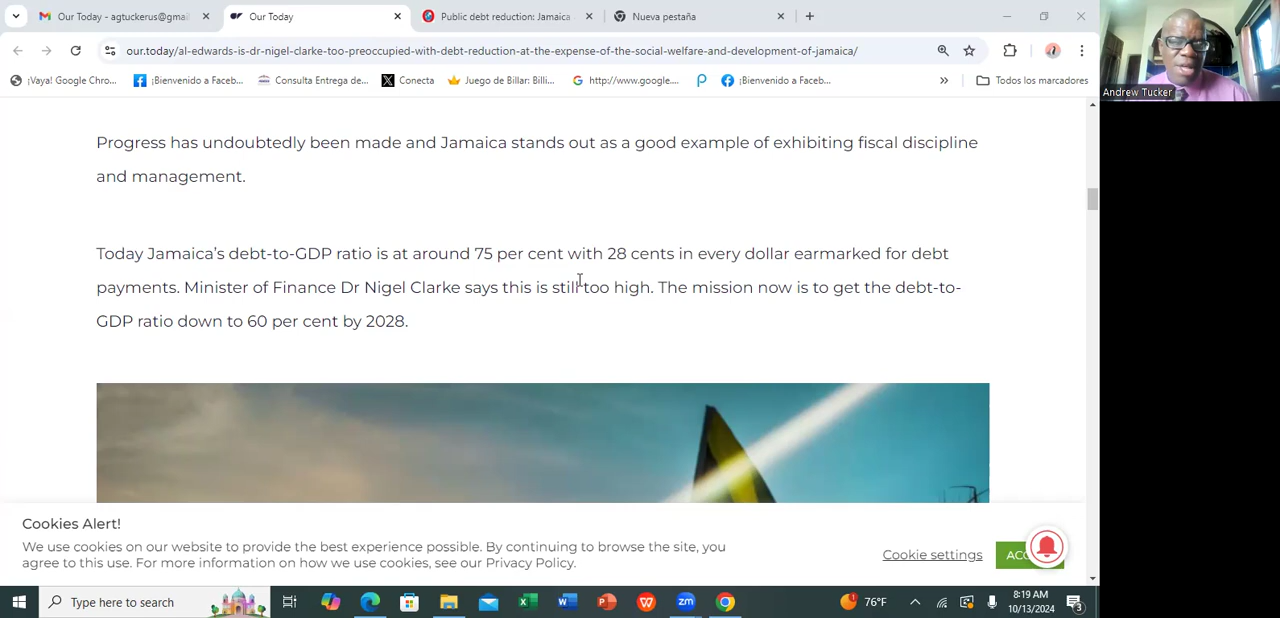 Our Today - agtuckerus@gmai
Our Today
Public debt reduction: Jamaica
Nueva pestaña
our.today/al-edwards-is-dr-nigel-clarke-too-preoccupied-with-debt-reduction-at-the-expense-of-the-social-welfare-and-development-of-jamaica/
¡Vaya! Google Chro...
¡Bienvenido a Faceb...
Consulta Entrega de...
Conecta
Juego de Billar: Billi...
http://www.google....
¡Bienvenido a Faceb...
»
Todos los marcadores
Andrew Tucker
Progress has undoubtedly been made and Jamaica stands out as a good example of exhibiting fiscal discipline
and management.
Today Jamaica's debt-to-GDP ratio is at around 75 per cent with 28 cents in every dollar earmarked for debt
payments. Minister of Finance Dr Nigel Clarke says this is still too high. The mission now is to get the debt-to-
GDP ratio down to 60 per cent by 2028.
Cookies Alert!
We use cookies on our website to provide the best experience possible. By continuing to browse the site, you
agree to this use. For more information on how we use cookies, see our Privacy Policy.
Cookie settings
Type here to search
76°F
8:19 AM
10/13/2024
3